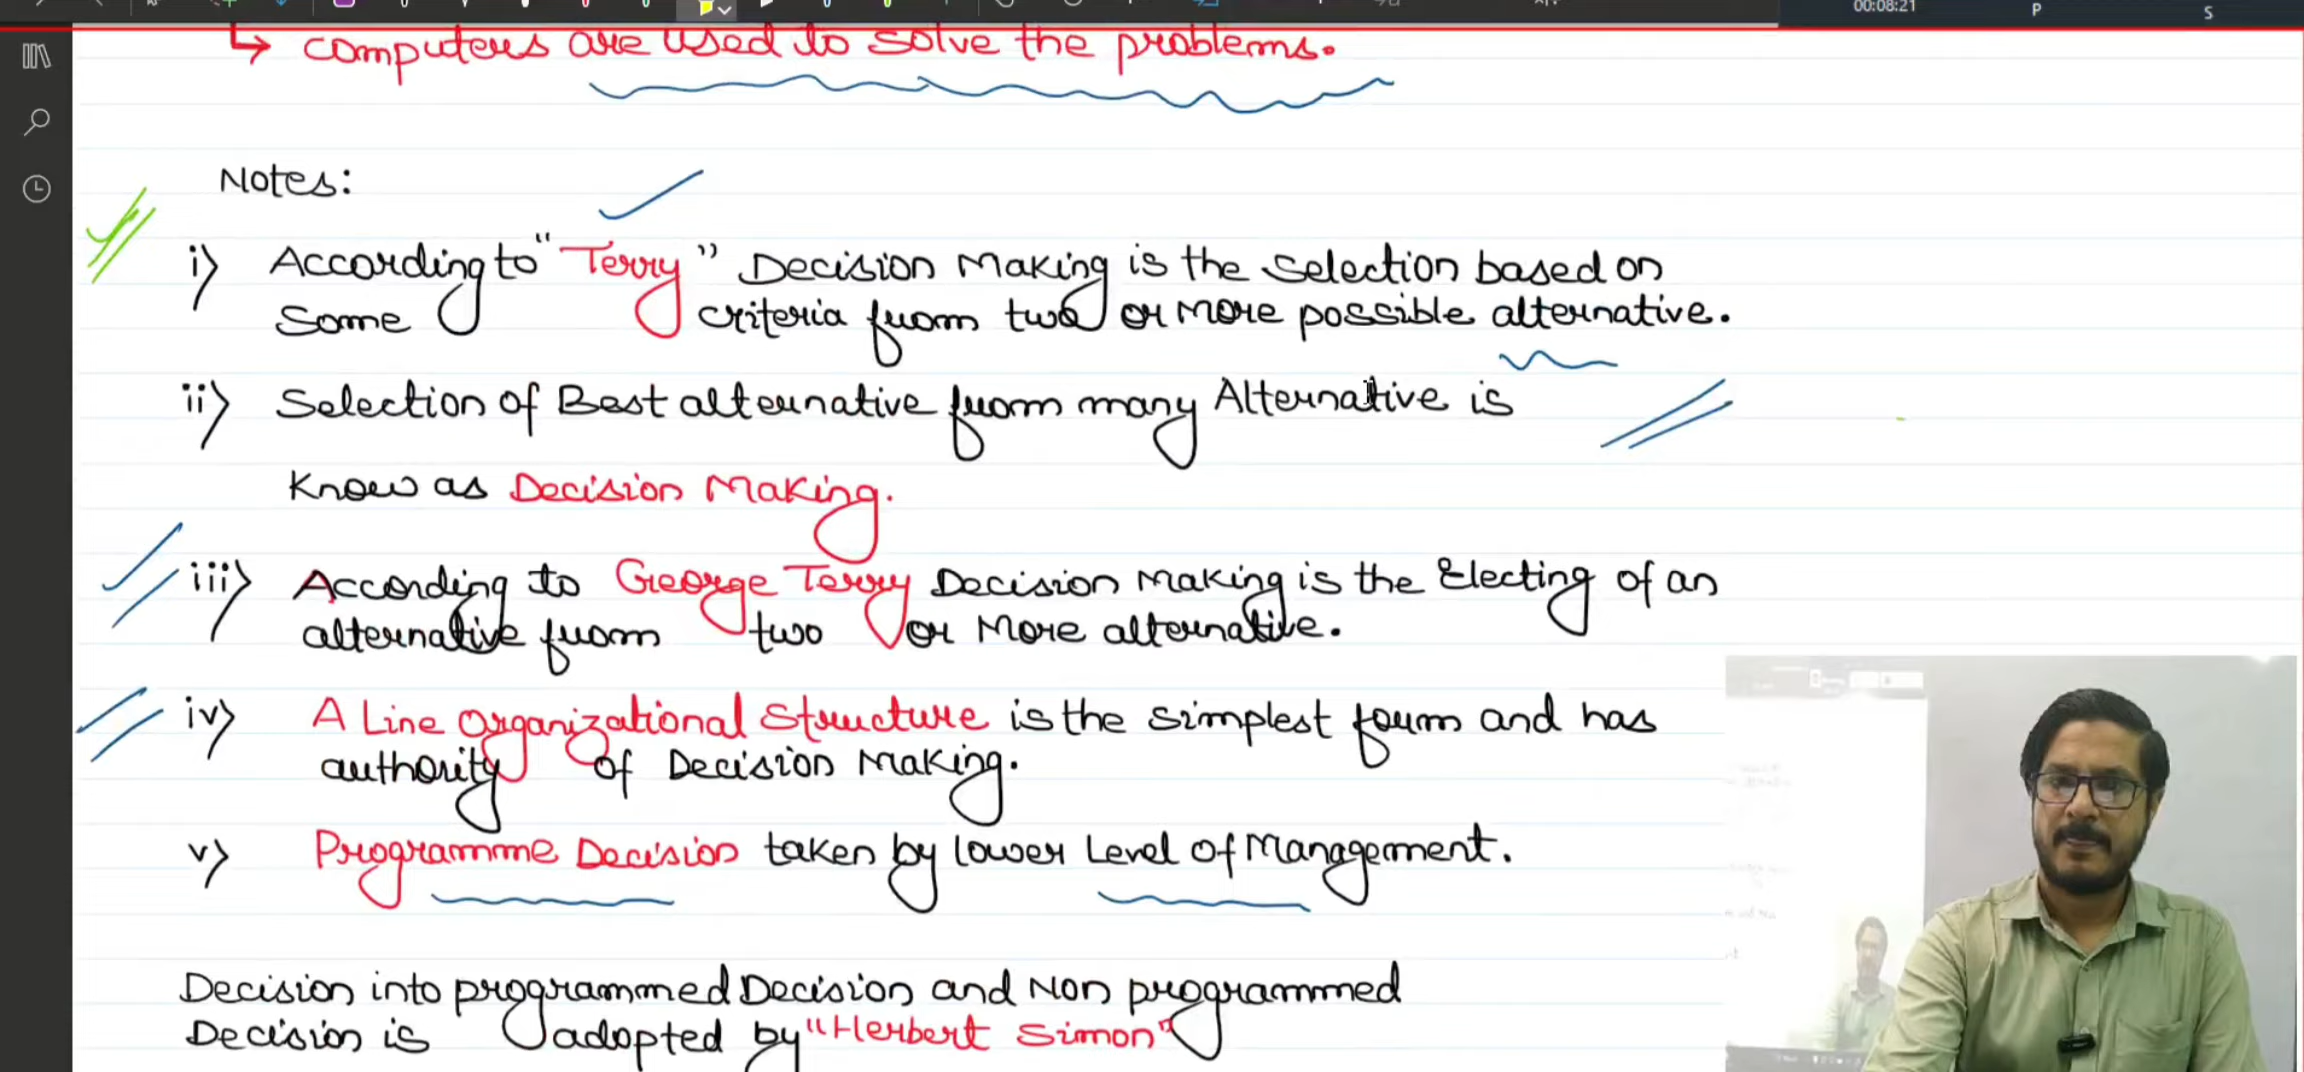 00:08:21
P
S
↳ computers are used to solve the problems.
Notes:
i) According to "Terry" Decision Making is the selection based on
some criteria from two or more possible alternative.
ii) Selection of Best alternative from many Alternative is
Know as Decision Making.
iii) According to George Terry Decision Making is the Electing of an
alternative from two or More alternative.
iv) A Line Organizational Structure is the simplest form and has
authority of Decision Making.
v) Programme Decision taken by lower Level of Management.
Decision into programmed Decision and Non programmed
Decision is adopted by "Herbert Simon"